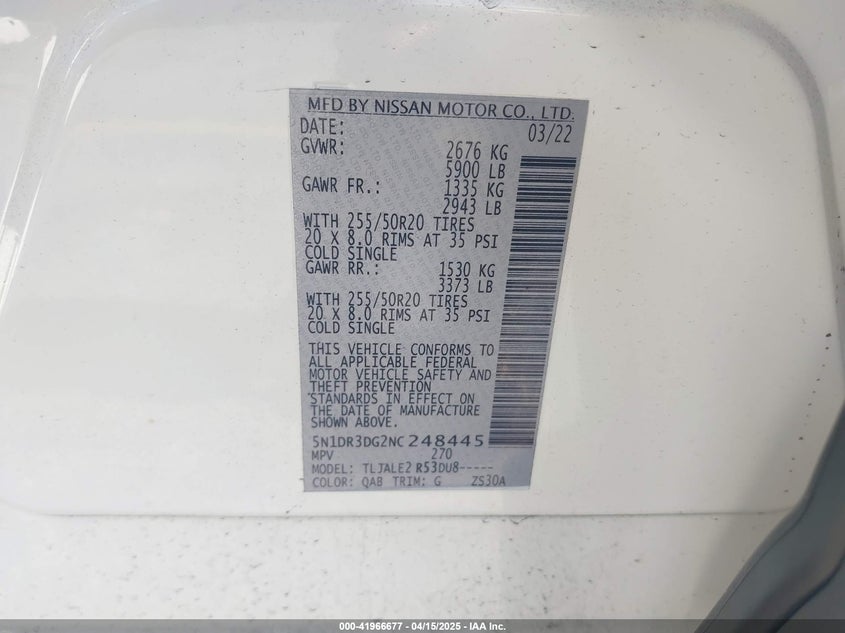 MFD BY NISSAN MOTOR CO., LTD.
DATE: 03/22
GVWR: 2676 KG
5900 LB
GAWR FR.: 1335 KG
2943 LB
WITH 255/50R20 TIRES
20 X 8.0 RIMS AT 35 PSI
COLD SINGLE
GAWR RR.: 1530 KG
3373 LB
WITH 255/50R20 TIRES
20 X 8.0 RIMS AT 35 PSI
COLD SINGLE
THIS VEHICLE CONFORMS TO
ALL APPLICABLE FEDERAL
MOTOR VEHICLE SAFETY AND
THEFT PREVENTION
STANDARDS IN EFFECT ON
THE DATE OF MANUFACTURE
SHOWN ABOVE.
5N1DR3DG2NC248445
MPV 270
MODEL: TLJALE2 R53DU8-----
COLOR: QAB TRIM: G ZS30A
000-41966677 - 04/15/2025 - IAA Inc.